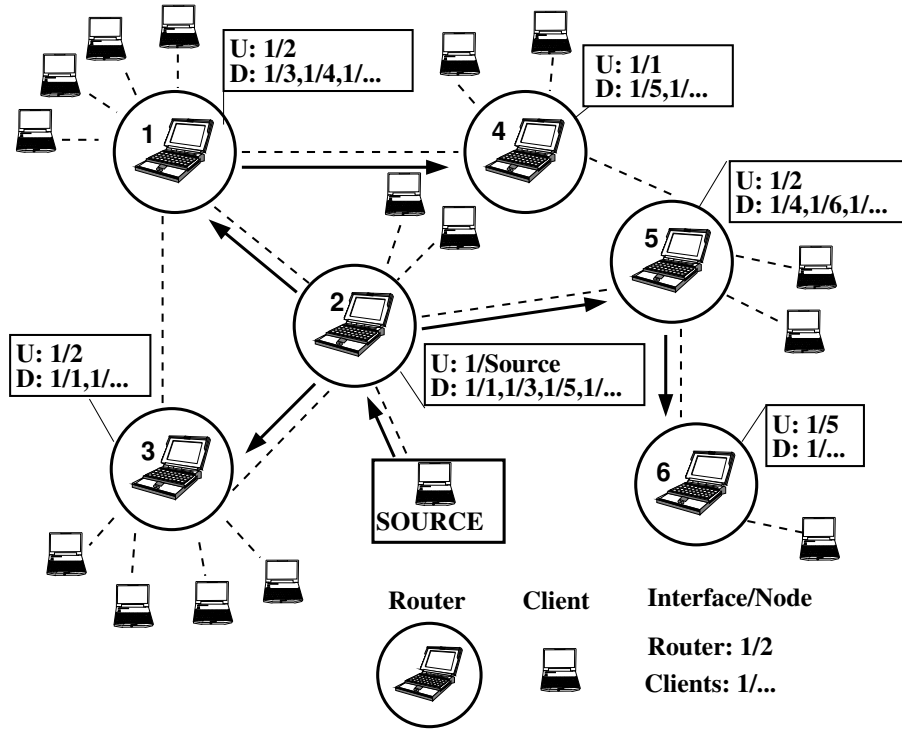 U: 1/2
D: 1/3,1/4,1/...
U: 1/1
D: 1/5,1/...
1
4
U: 1/2
D: 1/4,1/6,1/...
5
2
U: 1/2
D: 1/1,1/...
U: 1/Source
D: 1/1,1/3,1/5,1/...
3
U: 1/5
D: 1/...
6
SOURCE
Router
Client
Interface/Node
Router: 1/2
Clients: 1/...